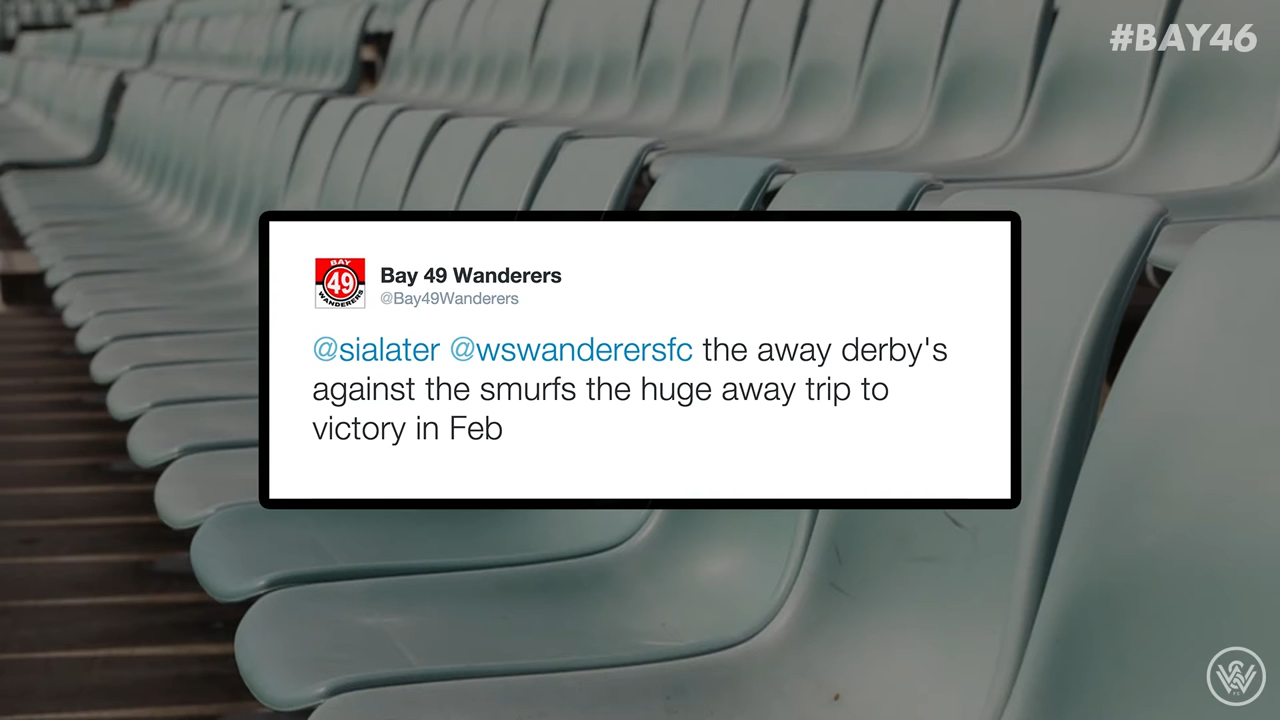 #BAY46
BAY
49
WANDERERS
Bay 49 Wanderers
@Bay49Wanderers
@sialater @wswanderersfc the away derby's
against the smurfs the huge away trip to
victory in Feb